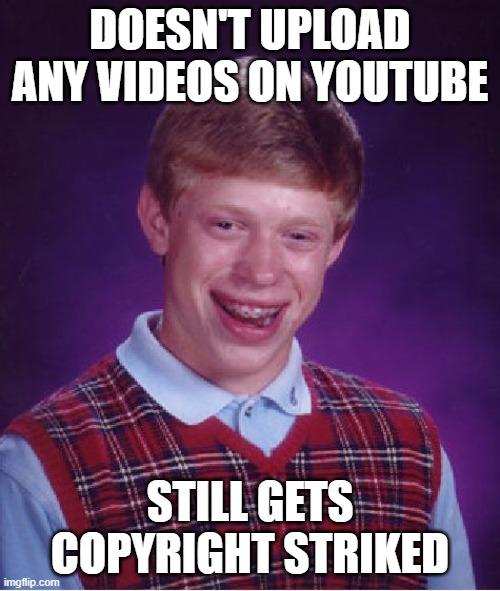 DOESN'T UPLOAD
ANY VIDEOS ON YOUTUBE
STILL GETS
COPYRIGHT STRIKED
imgflip.com